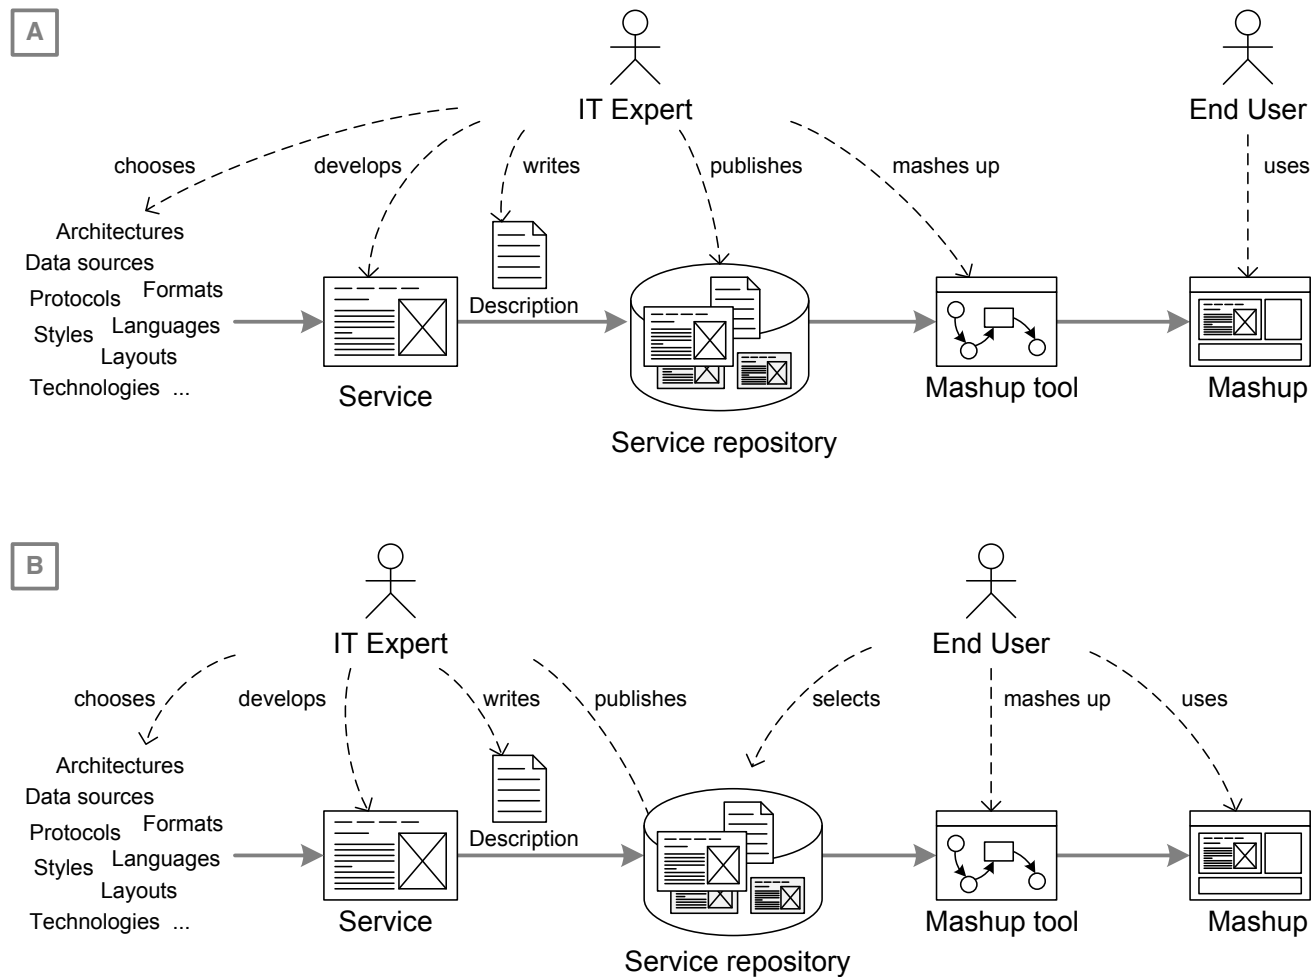 A
IT Expert
End User
chooses
develops
writes
publishes
mashes up
uses
Architectures
Data sources
Protocols
Formats
Styles
Languages
Layouts
Technologies ...
Description
Service
Service repository
Mashup tool
Mashup
B
IT Expert
End User
chooses
develops
writes
publishes
selects
mashes up
uses
Architectures
Data sources
Protocols
Formats
Styles
Languages
Layouts
Technologies ...
Description
Service
Service repository
Mashup tool
Mashup